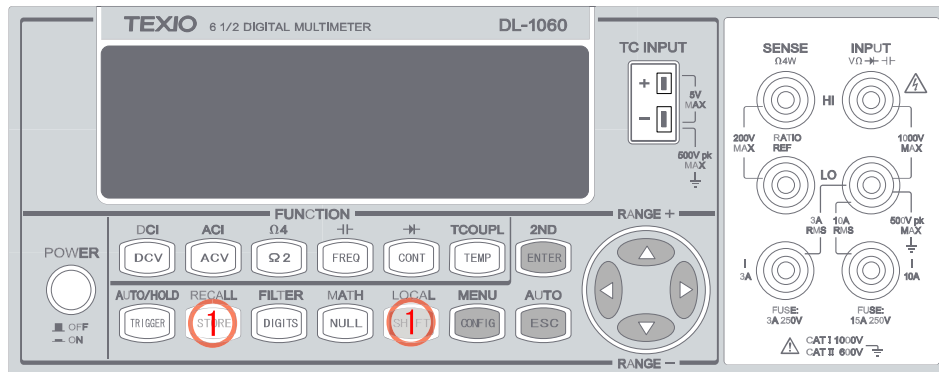 TEXIO 6 1/2 DIGITAL MULTIMETER DL-1060
TC INPUT
+
−
5V
MAX
500V pk
MAX
SENSE
Ω4W
INPUT
VΩ
HI
200V
MAX
RATIO
REF
1000V
MAX
LO
3A
RMS
10A
RMS
500V pk
MAX
I
3A
I
10A
FUSE:
3A 250V
FUSE:
15A 250V
CAT I 1000V
CAT II 600V
FUNCTION
DCI ACI Ω4 TCOUPL 2ND
DCV ACV Ω2 FREQ CONT TEMP ENTER
AUTO/HOLD RECALL FILTER MATH LOCAL MENU AUTO
TRIGGER STORE DIGITS NULL SHIFT CONFIG ESC
1 1
POWER
OFF
ON
RANGE +
RANGE −